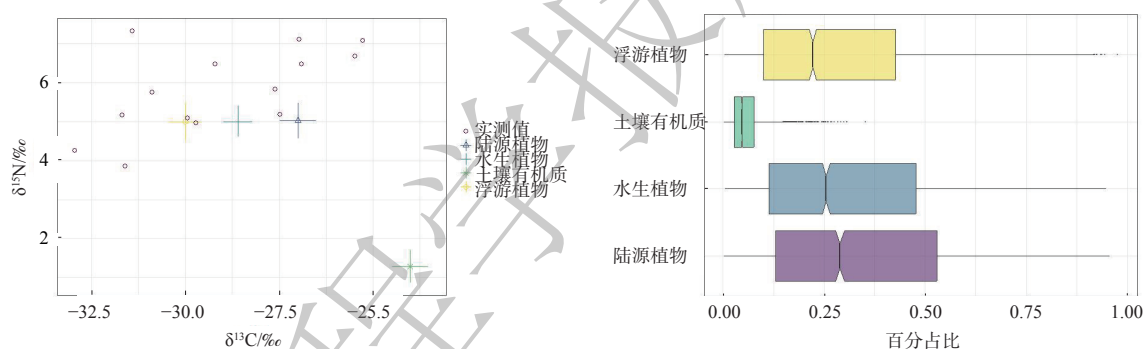 6
4
2
δ¹⁵N/‰
−32.5
−30.0
−27.5
−25.5
δ¹³C/‰
实测值
陆源植物
水生植物
土壤有机质
浮游植物
浮游植物
土壤有机质
水生植物
陆源植物
0.00
0.25
0.50
0.75
1.00
百分占比
程学报